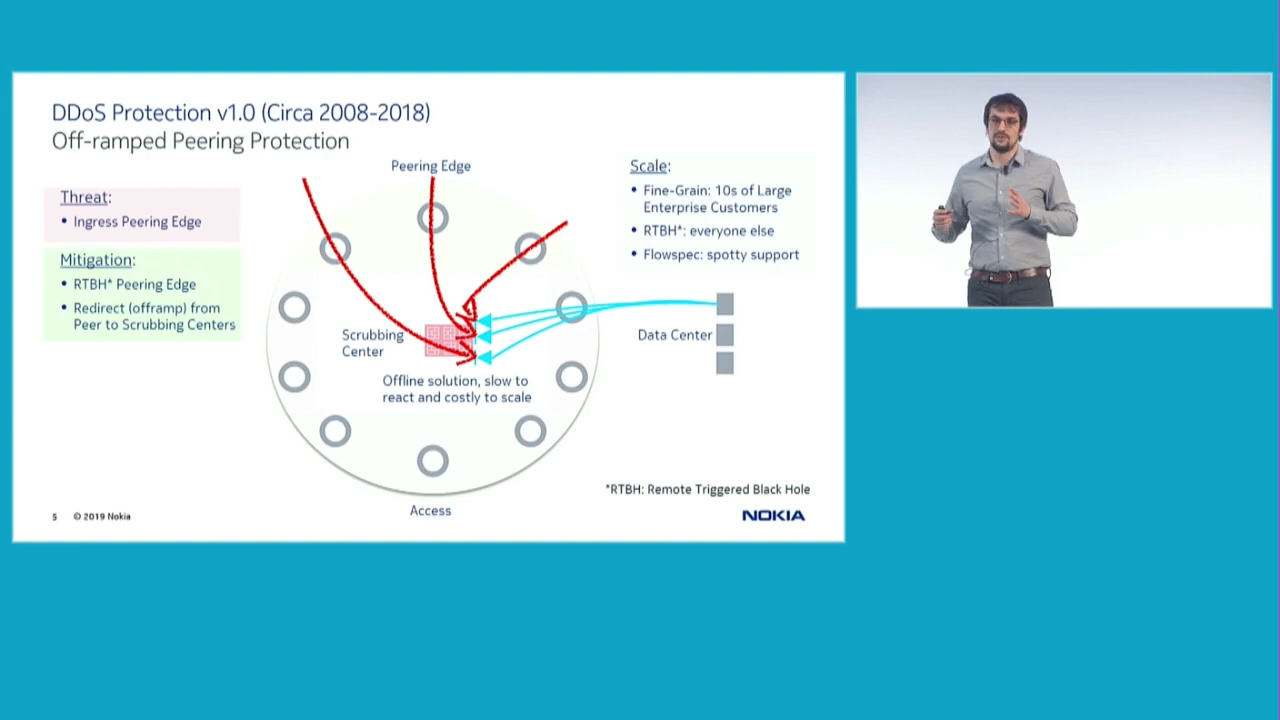 DDoS Protection v1.0 (Circa 2008-2018)
Off-ramped Peering Protection
Threat:
• Ingress Peering Edge
Mitigation:
• RTBH* Peering Edge
• Redirect (offramp) from
Peer to Scrubbing Centers
Peering Edge
Scrubbing
Center
Offline solution, slow to
react and costly to scale
Access
Scale:
• Fine-Grain: 10s of Large
Enterprise Customers
• RTBH*: everyone else
• Flowspec: spotty support
Data Center
*RTBH: Remote Triggered Black Hole
5 © 2019 Nokia
NOKIA